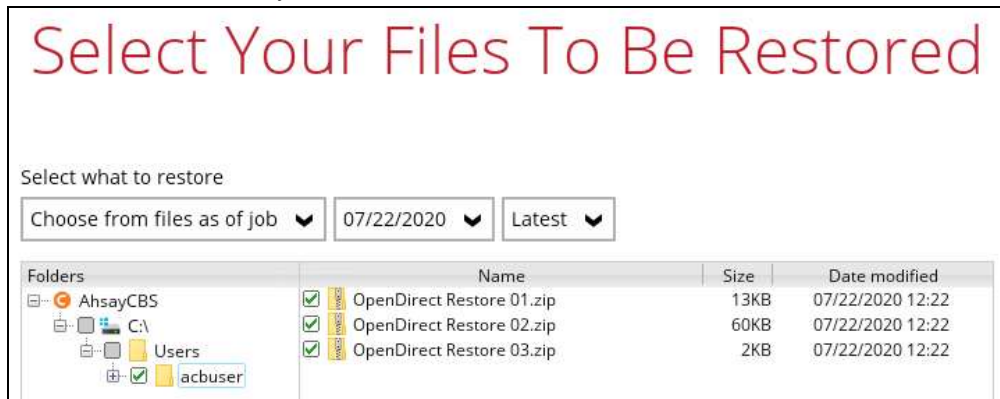 Select Your Files To Be Restored
Select what to restore
Choose from files as of job 07/22/2020 Latest
Folders Name Size Date modified
AhsayCBS OpenDirect Restore 01.zip 13KB 07/22/2020 12:22
C:\ OpenDirect Restore 02.zip 60KB 07/22/2020 12:22
Users OpenDirect Restore 03.zip 2KB 07/22/2020 12:22
acbuser